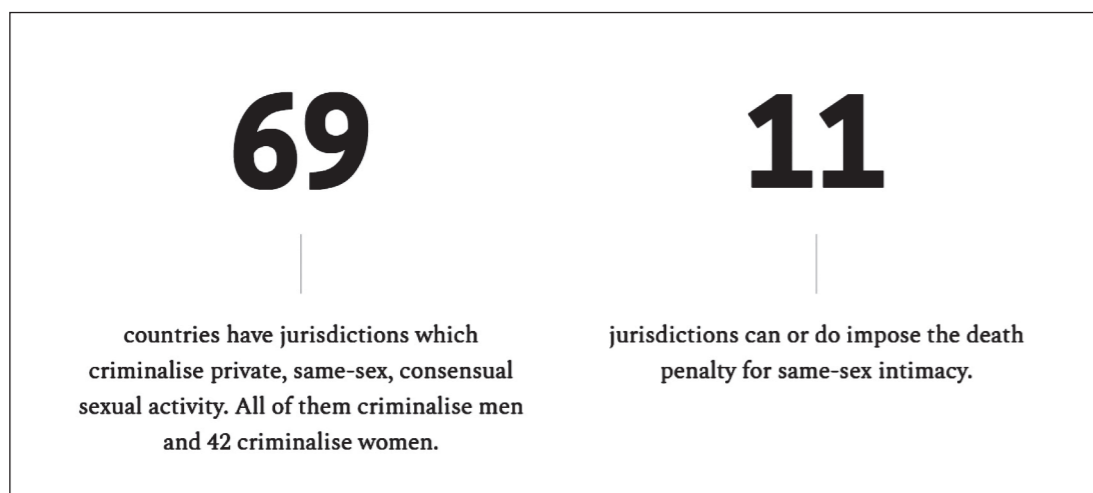 69
countries have jurisdictions which
criminalise private, same-sex, consensual
sexual activity. All of them criminalise men
and 42 criminalise women.
11
jurisdictions can or do impose the death
penalty for same-sex intimacy.